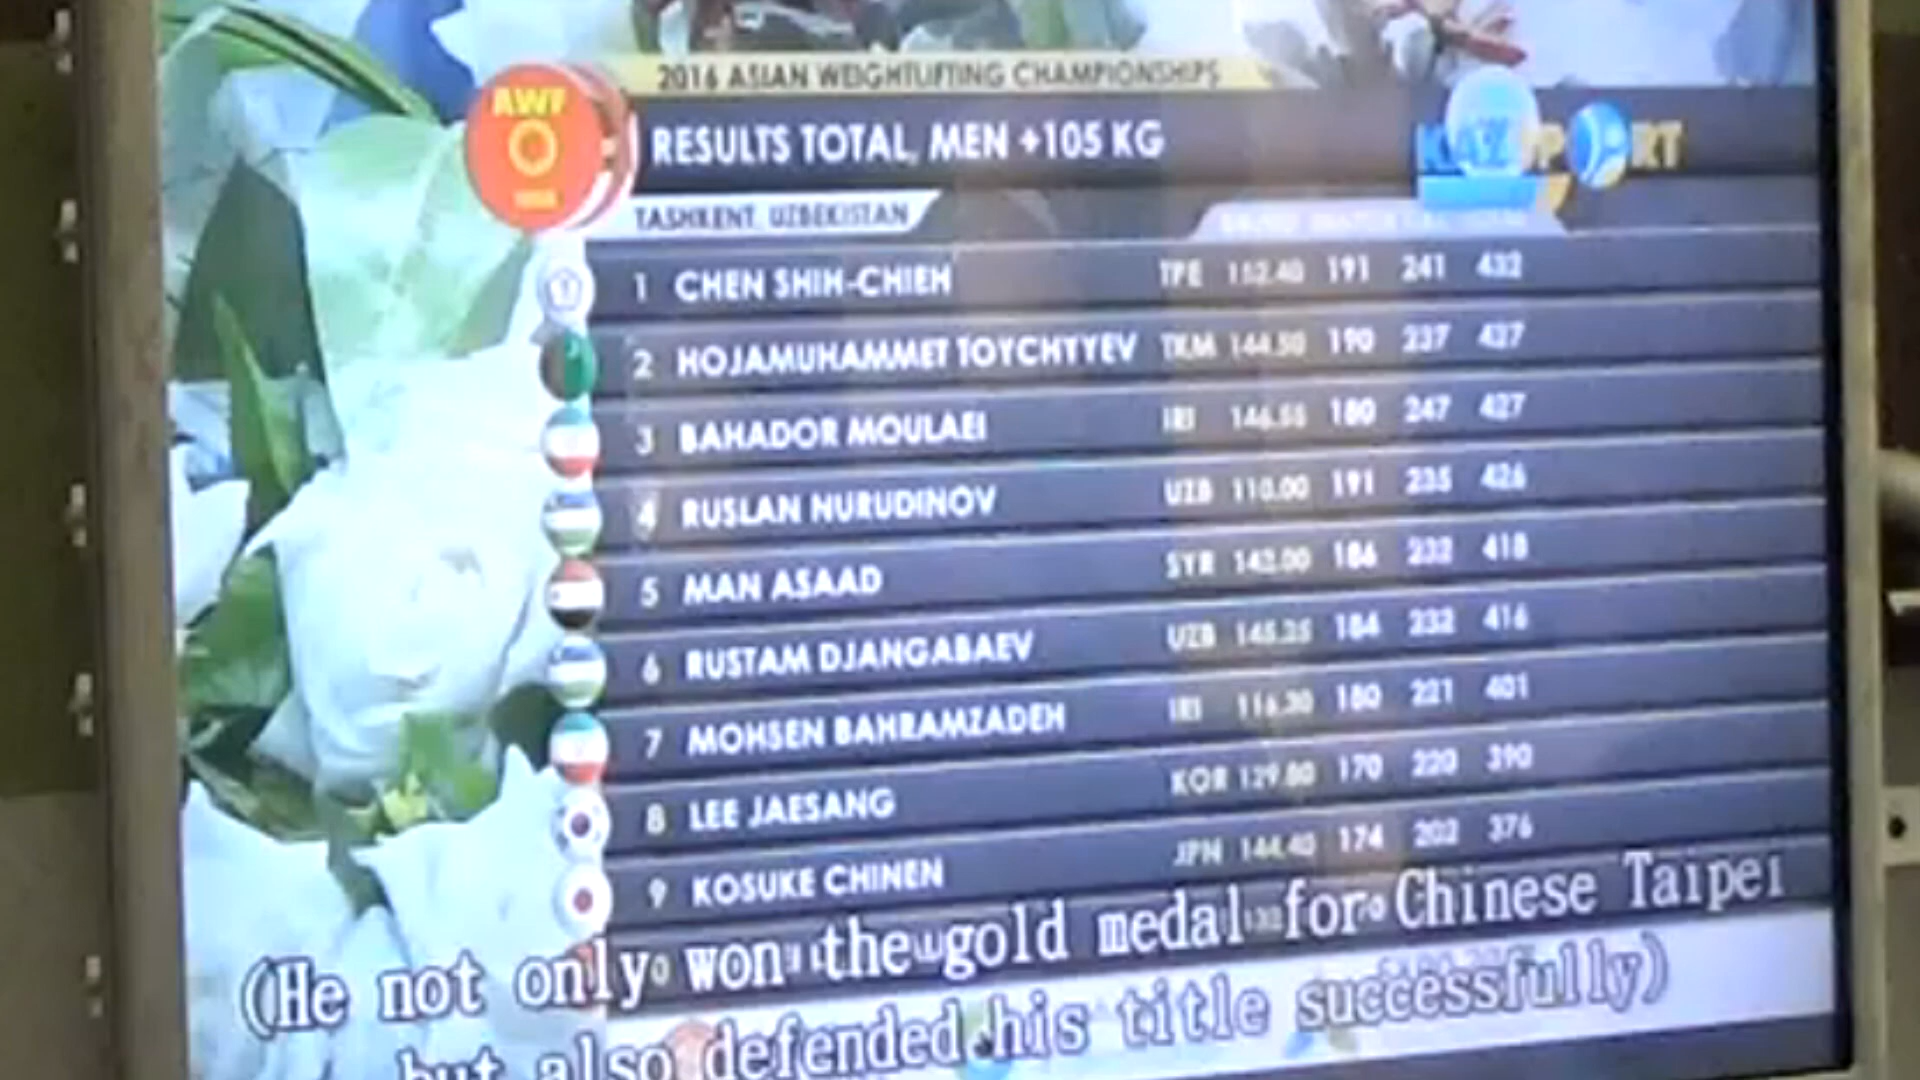 2016 ASIAN WEIGHTLIFTING CHAMPIONSHIPS
AWF
RESULTS TOTAL, MEN +105 KG
KAZSPORT
TASHKENT, UZBEKISTAN
1 CHEN SHIH-CHIEH TPE 152.40 191 241 432
2 HOJAMUHAMMET TOYCHYYEV TKM 144.50 190 237 427
3 BAHADOR MOULAEI IRI 146.55 180 247 427
4 RUSLAN NURUDINOV UZB 110.00 191 235 426
5 MAN ASAAD SYR 142.00 186 232 418
6 RUSTAM DJANGABAEV UZB 145.25 184 232 416
7 MOHSEN BAHRAMZADEH IRI 116.30 180 221 401
8 LEE JAESANG KOR 129.80 170 220 390
9 KOSUKE CHINEN JPN 144.40 174 202 376
(He not only won the gold medal for Chinese Taipei
but also defended his title successfully)